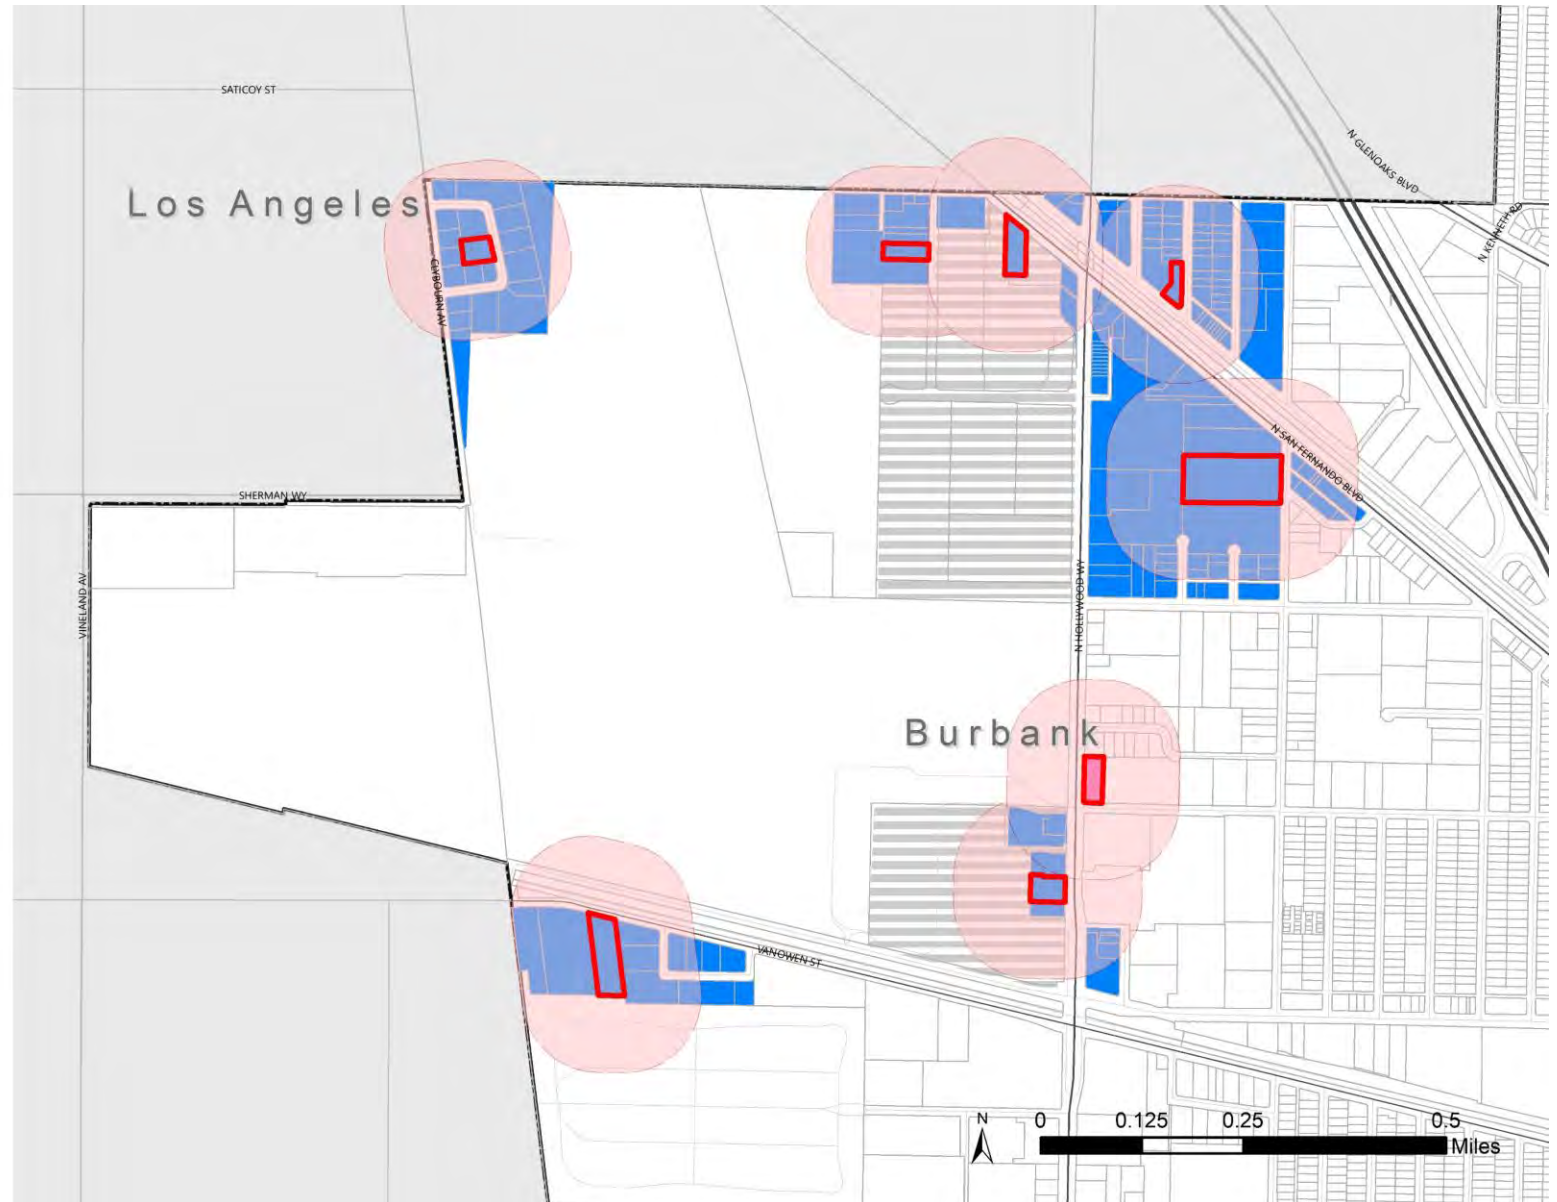 SATICOY ST
N GLENOAKS BLVD
Los Angeles
N KENNETH RD
CLYBOURN AV
N SAN FERNANDO BLVD
SHERMAN WY
VINELAND AV
N HOLLYWOOD WY
Burbank
VANOWEN ST
N
0 0.125 0.25 0.5
Miles